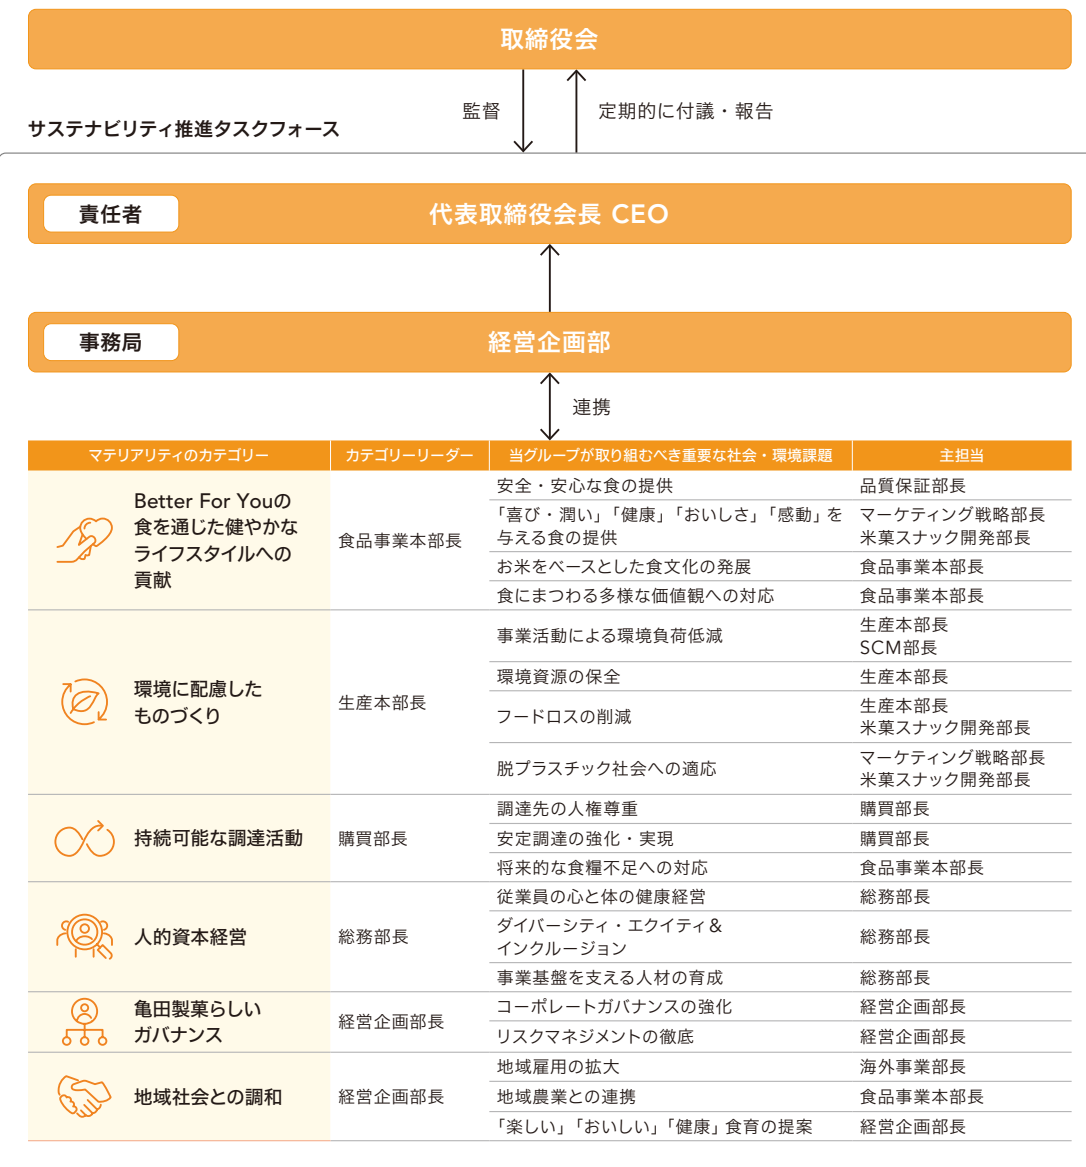 取締役会
監督
定期的に付議・報告
サステナビリティ推進タスクフォース
責任者
代表取締役会長 CEO
事務局
経営企画部
連携
マテリアリティのカテゴリー
カテゴリーリーダー
当グループが取り組むべき重要な社会・環境課題
主担当
Better For Youの
食を通じた健やかな
ライフスタイルへの
貢献
食品事業本部長
安全・安心な食の提供
品質保証部長
「喜び・潤い」「健康」「おいしさ」「感動」を
与える食の提供
マーケティング戦略部長
米菓スナック開発部長
お米をベースとした食文化の発展
食品事業本部長
食にまつわる多様な価値観への対応
食品事業本部長
環境に配慮した
ものづくり
生産本部長
事業活動による環境負荷低減
生産本部長
SCM部長
環境資源の保全
生産本部長
フードロスの削減
生産本部長
米菓スナック開発部長
脱プラスチック社会への適応
マーケティング戦略部長
米菓スナック開発部長
持続可能な調達活動
購買部長
調達先の人権尊重
購買部長
安定調達の強化・実現
購買部長
将来的な食糧不足への対応
食品事業本部長
人的資本経営
総務部長
従業員の心と体の健康経営
総務部長
ダイバーシティ・エクイティ＆
インクルージョン
総務部長
事業基盤を支える人材の育成
総務部長
亀田製菓らしい
ガバナンス
経営企画部長
コーポレートガバナンスの強化
経営企画部長
リスクマネジメントの徹底
経営企画部長
地域社会との調和
経営企画部長
地域雇用の拡大
海外事業部長
地域農業との連携
食品事業本部長
「楽しい」「おいしい」「健康」食育の提案
経営企画部長